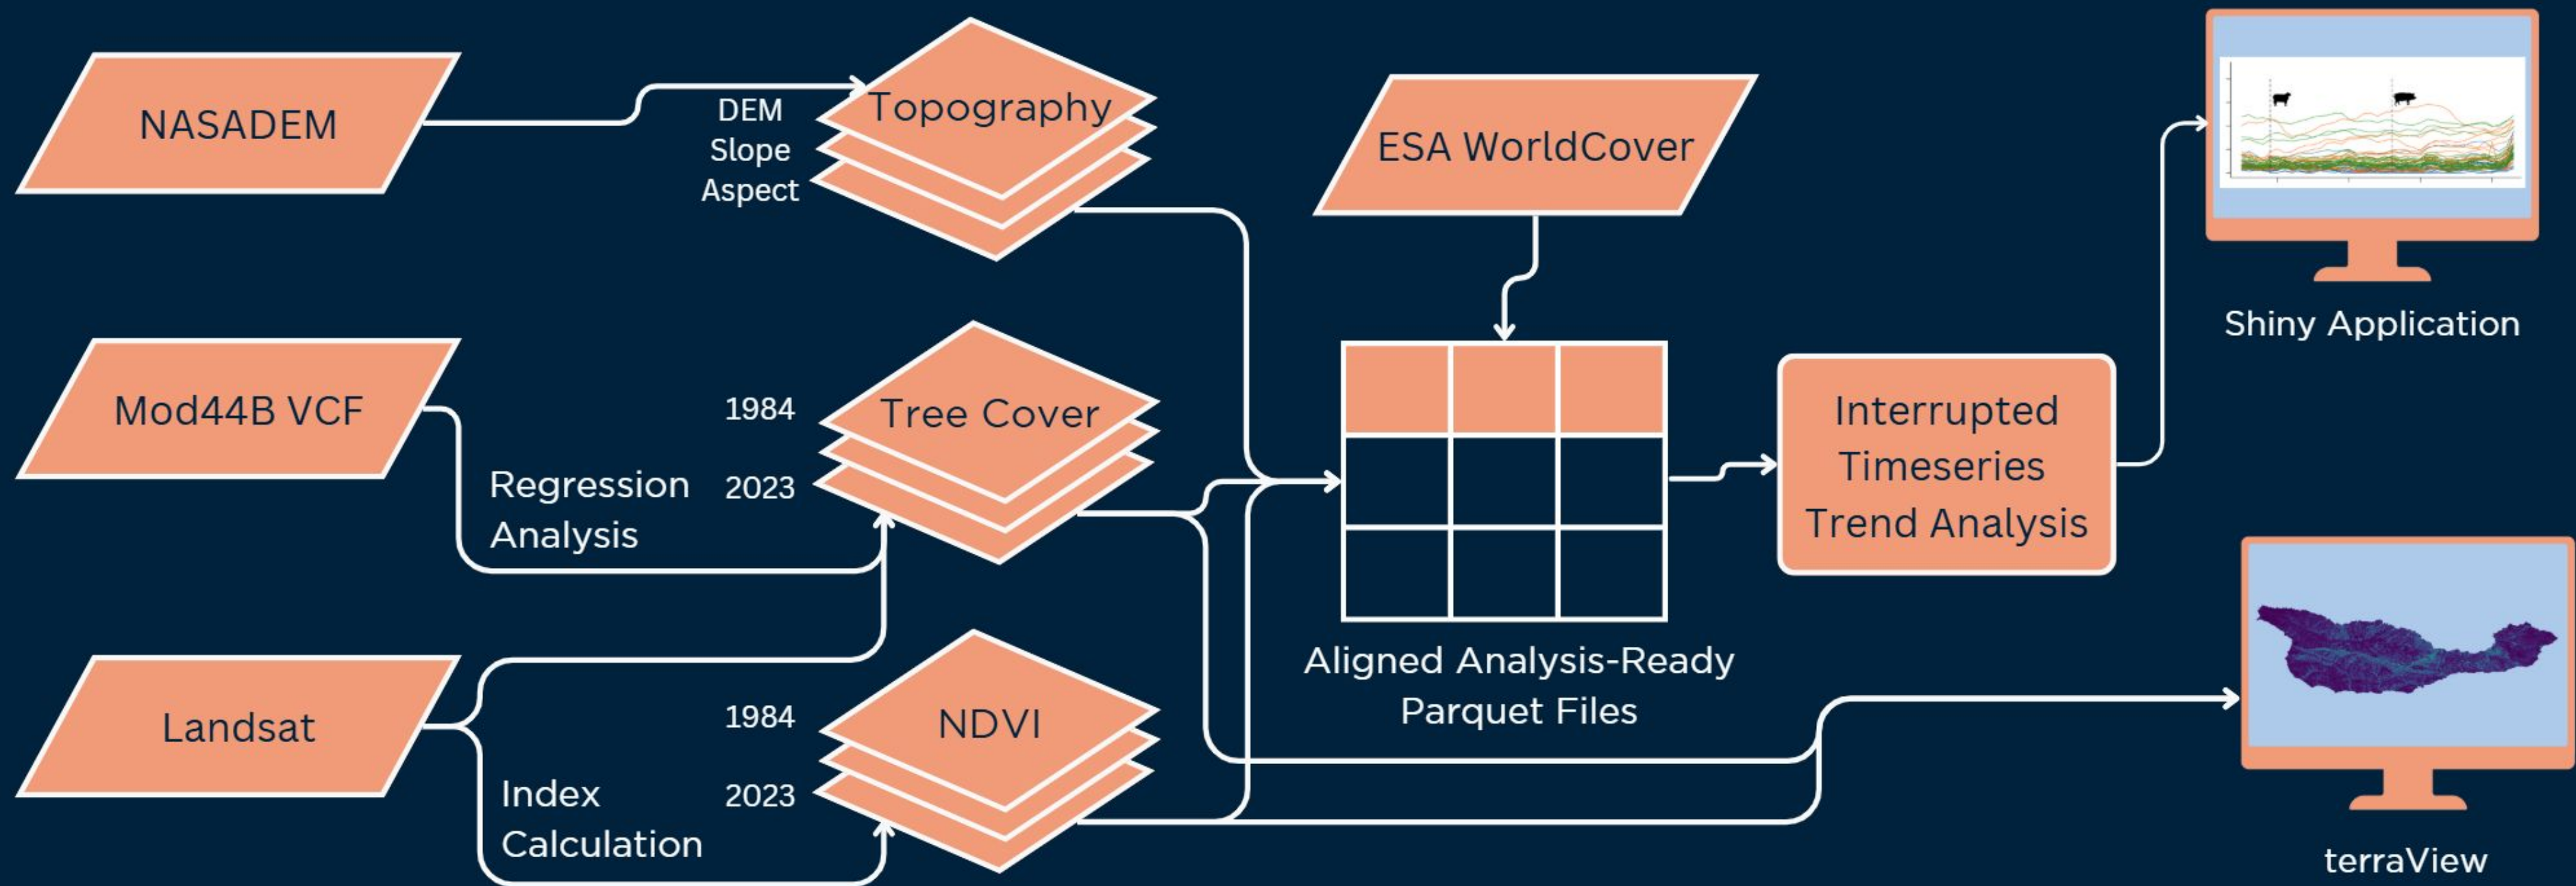 NASADEM
DEM
Slope
Aspect
Topography
ESA WorldCover
Shiny Application
Mod44B VCF
Regression
Analysis
1984
2023
Tree Cover
Aligned Analysis-Ready
Parquet Files
Interrupted
Timeseries
Trend Analysis
Landsat
Index
Calculation
1984
2023
NDVI
terraView